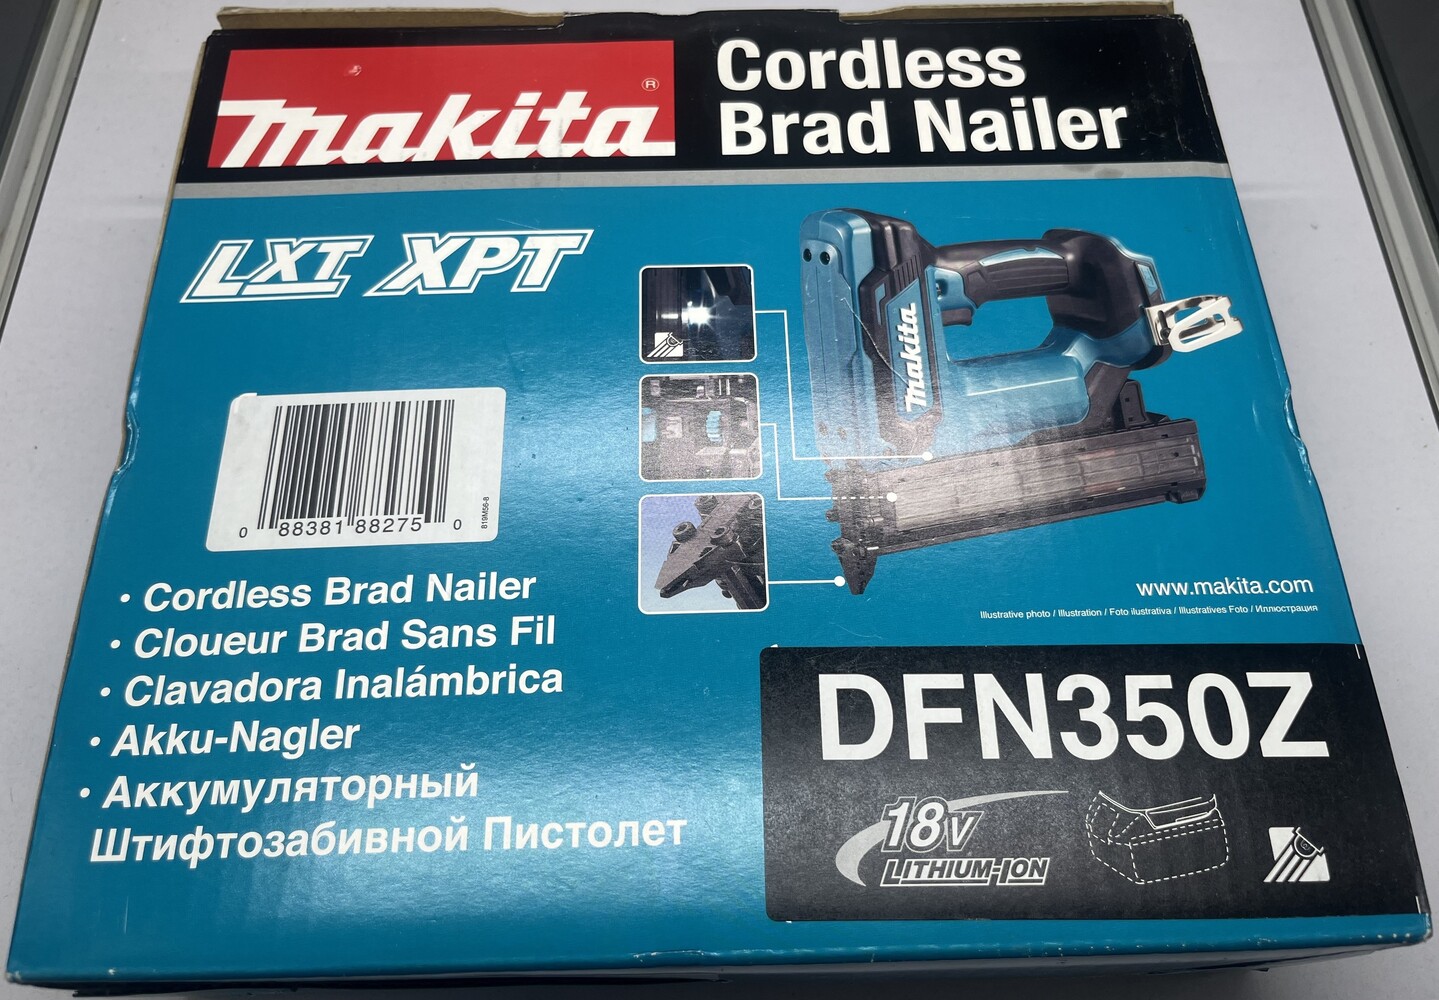 makita®
Cordless
Brad Nailer
LXT XPT
makita
0 88381 88275 0
819M56-8
• Cordless Brad Nailer
• Cloueur Brad Sans Fil
• Clavadora Inalámbrica
• Akku-Nagler
• Аккумуляторный
Штифтозабивной Пистолет
www.makita.com
Illustrative photo / Illustration / Foto ilustrativa / Illustratives Foto / Иллюстрация
DFN350Z
18V
LITHIUM-ION